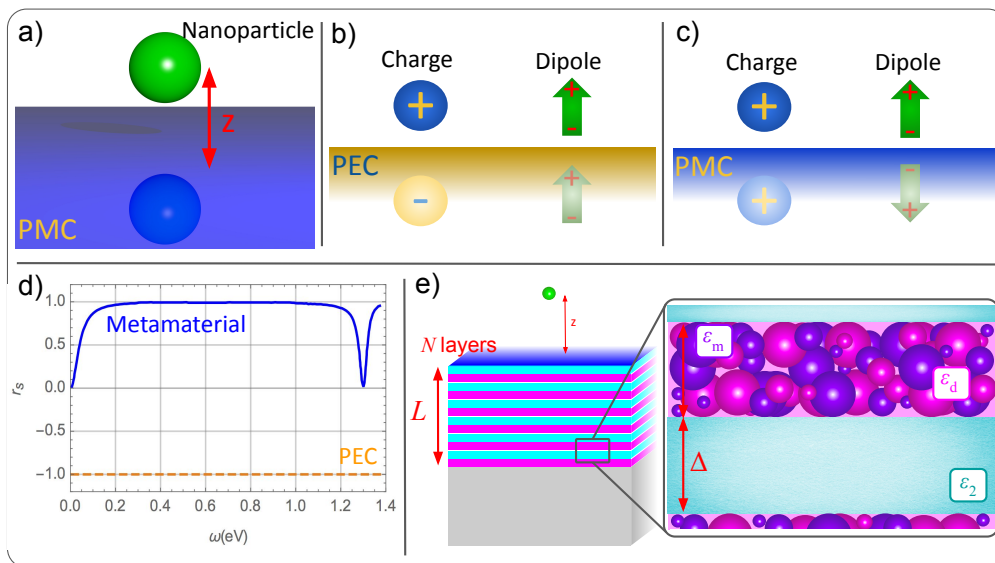 a)
Nanoparticle
z
PMC
b)
Charge
Dipole
+
+
-
PEC
-
+
-
c)
Charge
Dipole
+
+
-
PMC
+
-
+
d)
1.0
0.5
0.0
-0.5
-1.0
r_s
Metamaterial
PEC
0.0 0.2 0.4 0.6 0.8 1.0 1.2 1.4
ω(eV)
e)
z
N layers
L
ε_m
ε_d
Δ
ε_2